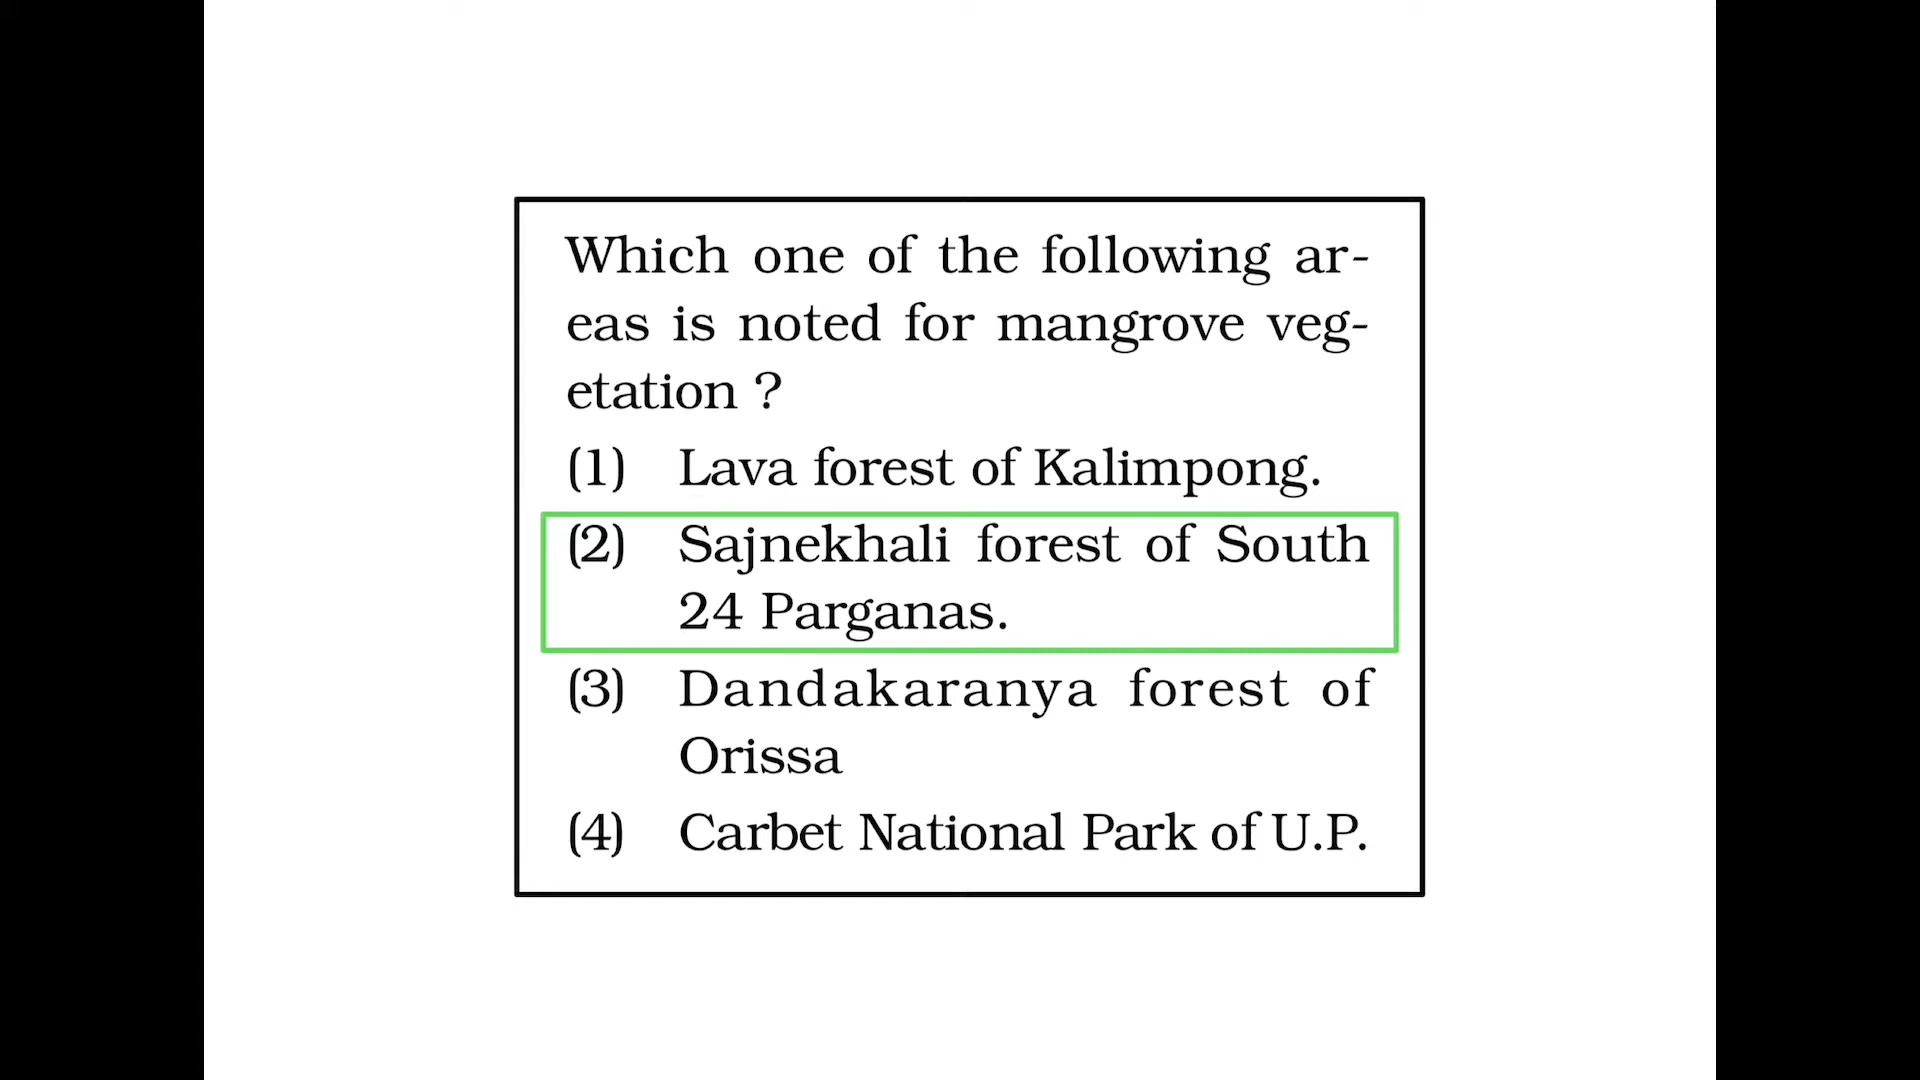 Which one of the following ar-
eas is noted for mangrove veg-
etation ?
(1) Lava forest of Kalimpong.
(2) Sajnekhali forest of South
24 Parganas.
(3) Dandakaranya forest of
Orissa
(4) Carbet National Park of U.P.